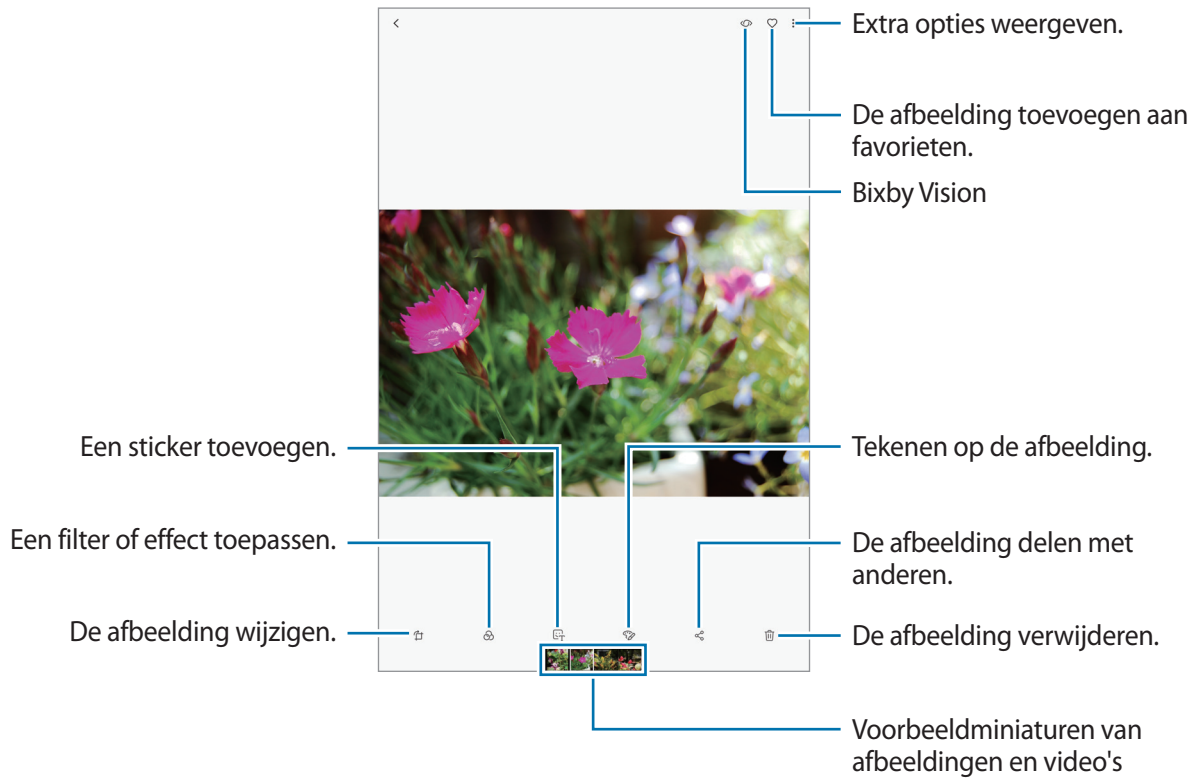 Extra opties weergeven.
De afbeelding toevoegen aan
favorieten.
Bixby Vision
Een sticker toevoegen.
Tekenen op de afbeelding.
Een filter of effect toepassen.
De afbeelding delen met
anderen.
De afbeelding wijzigen.
De afbeelding verwijderen.
Voorbeeldminiaturen van
afbeeldingen en video's